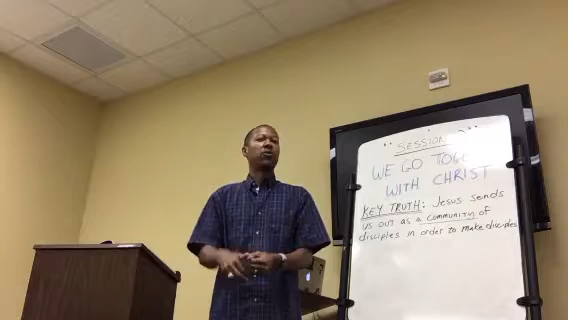 SESSION
WE GO
WITH CHRIST
KEY TRUTH: Jesus sends
us out as a community of
disciples in order to make disciples